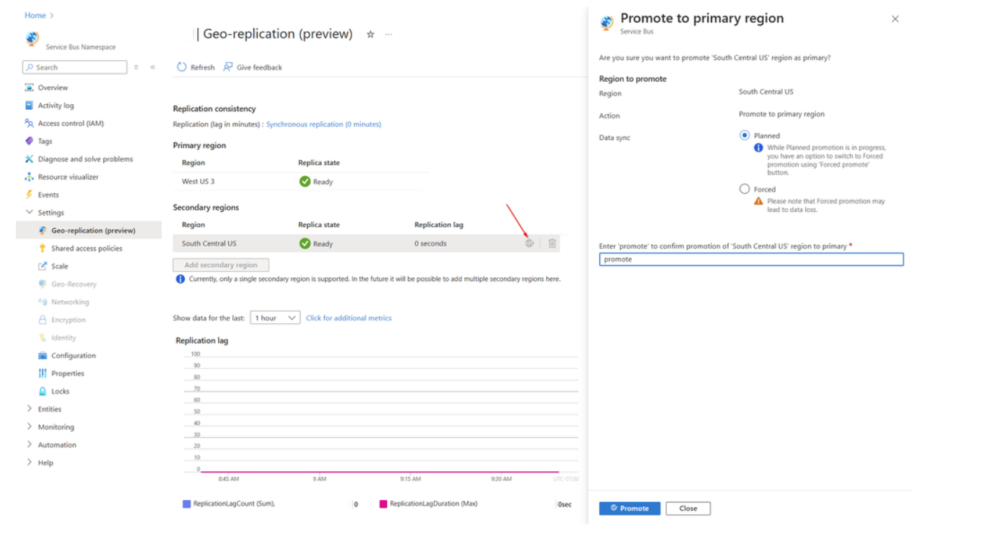 Home >
| Geo-replication (preview) ☆ ...
Service Bus Namespace
Search
Refresh
Give feedback
Overview
Activity log
Access control (IAM)
Tags
Diagnose and solve problems
Resource visualizer
Events
Settings
Geo-replication (preview)
Shared access policies
Scale
Geo-Recovery
Networking
Encryption
Identity
Configuration
Properties
Locks
Entities
Monitoring
Automation
Help
Replication consistency
Replication (lag in minutes) : Synchronous replication (0 minutes)
Primary region
Region Replica state
West US 3 Ready
Secondary regions
Region Replica state Replication lag
South Central US Ready 0 seconds
Add secondary region
Currently, only a single secondary region is supported. In the future it will be possible to add multiple secondary regions here.
Show data for the last: 1 hour Click for additional metrics
Replication lag
100
90
80
70
60
50
40
30
20
10
0
8:45 AM 9 AM 9:15 AM 9:30 AM UTC-07:00
ReplicationLagCount (Sum), 0 ReplicationLagDuration (Max) 0sec
Promote to primary region
Service Bus
Are you sure you want to promote 'South Central US' region as primary?
Region to promote
Region South Central US
Action Promote to primary region
Data sync Planned
While Planned promotion is in progress,
you have an option to switch to Forced
promotion using 'Forced promote'
button.
Forced
Please note that Forced promotion may
lead to data loss.
Enter 'promote' to confirm promotion of 'South Central US' region to primary *
promote
Promote Close